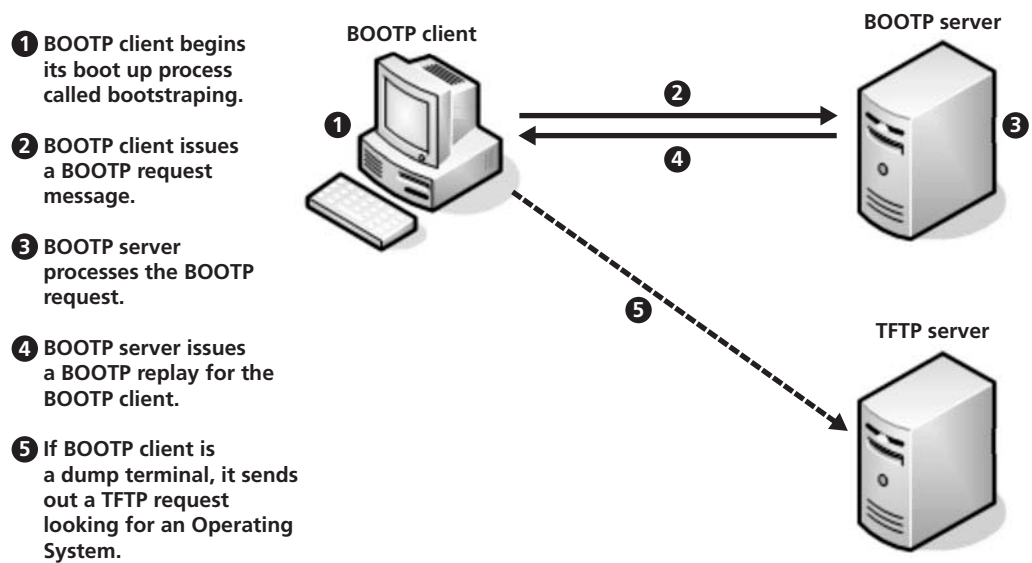 1 BOOTP client begins
its boot up process
called bootstraping.
2 BOOTP client issues
a BOOTP request
message.
3 BOOTP server
processes the BOOTP
request.
4 BOOTP server issues
a BOOTP replay for the
BOOTP client.
5 If BOOTP client is
a dump terminal, it sends
out a TFTP request
looking for an Operating
System.
BOOTP client
1
2
4
BOOTP server
3
5
TFTP server